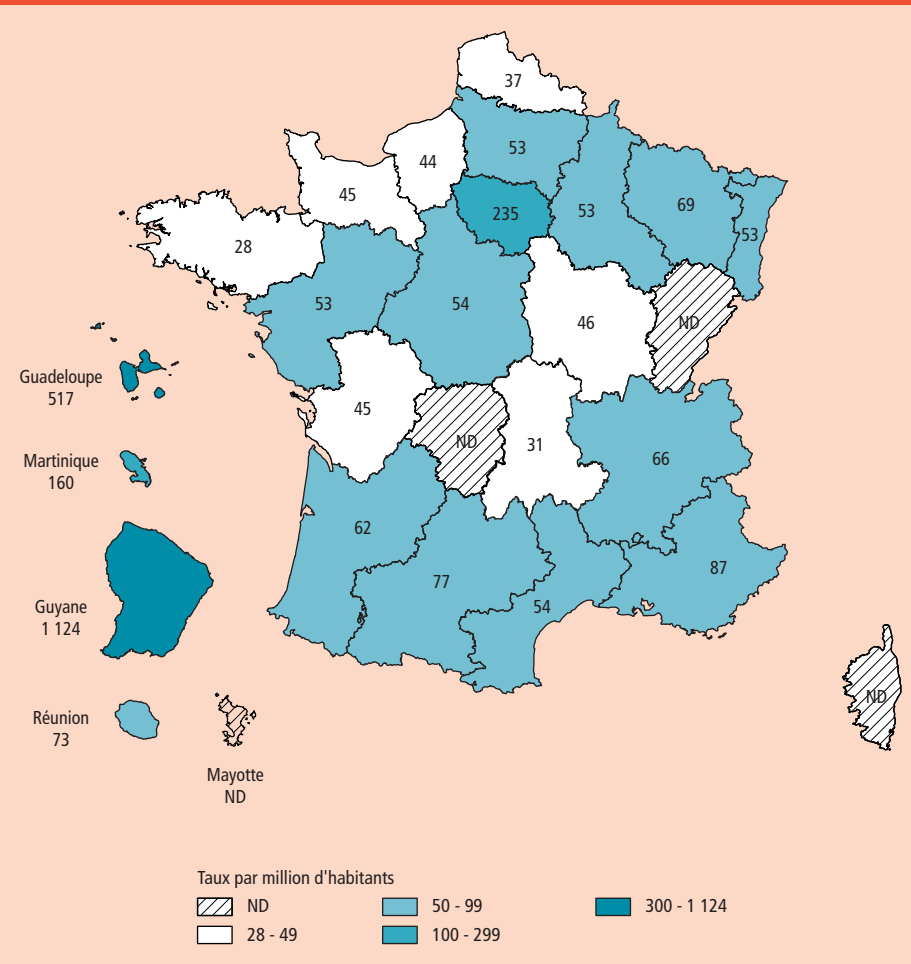 37
53
44
45
235
53
69
53
28
53
54
46
ND
Guadeloupe
517
45
ND
31
66
Martinique
160
62
77
54
87
Guyane
1 124
ND
Réunion
73
Mayotte
ND
Taux par million d'habitants
ND
50 - 99
300 - 1 124
28 - 49
100 - 299